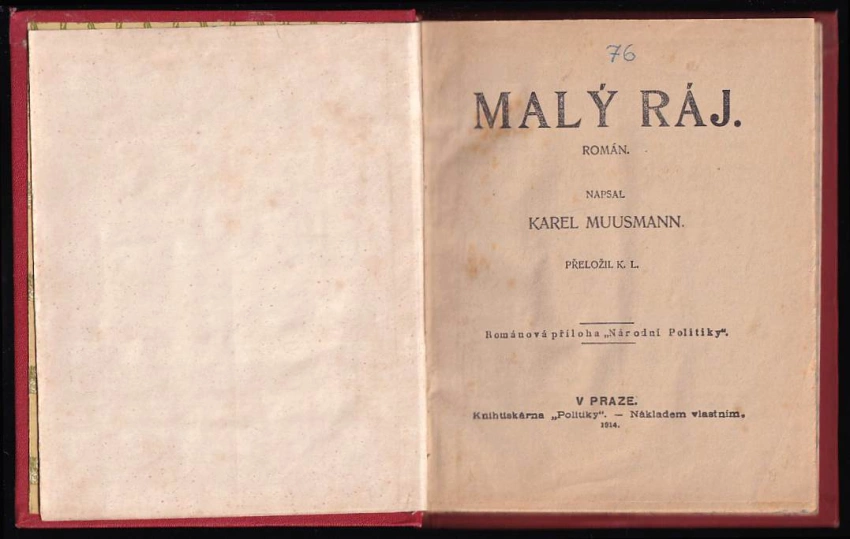 76
MALÝ RÁJ.
ROMÁN.
NAPSAL
KAREL MUUSMANN.
PŘELOŽIL K. L.
Románová příloha „Národní Politiky“.
V PRAZE.
Knihtiskárna „Politiky“. — Nákladem vlastním.
1914.